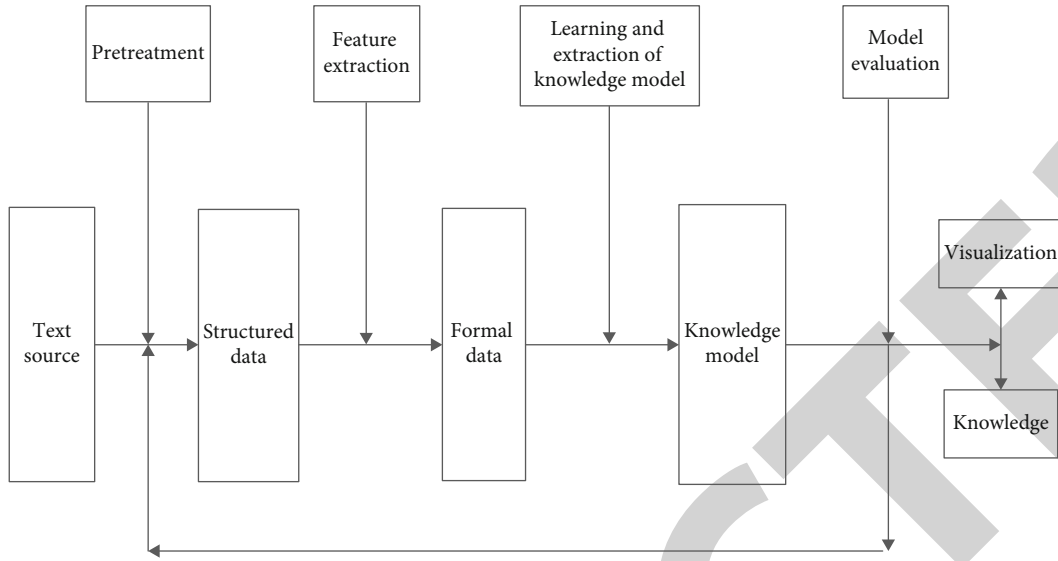 Pretreatment
Feature
extraction
Learning and
extraction of
knowledge model
Model
evaluation
Text
source
Structured
data
Formal
data
Knowledge
model
Visualization
Knowledge